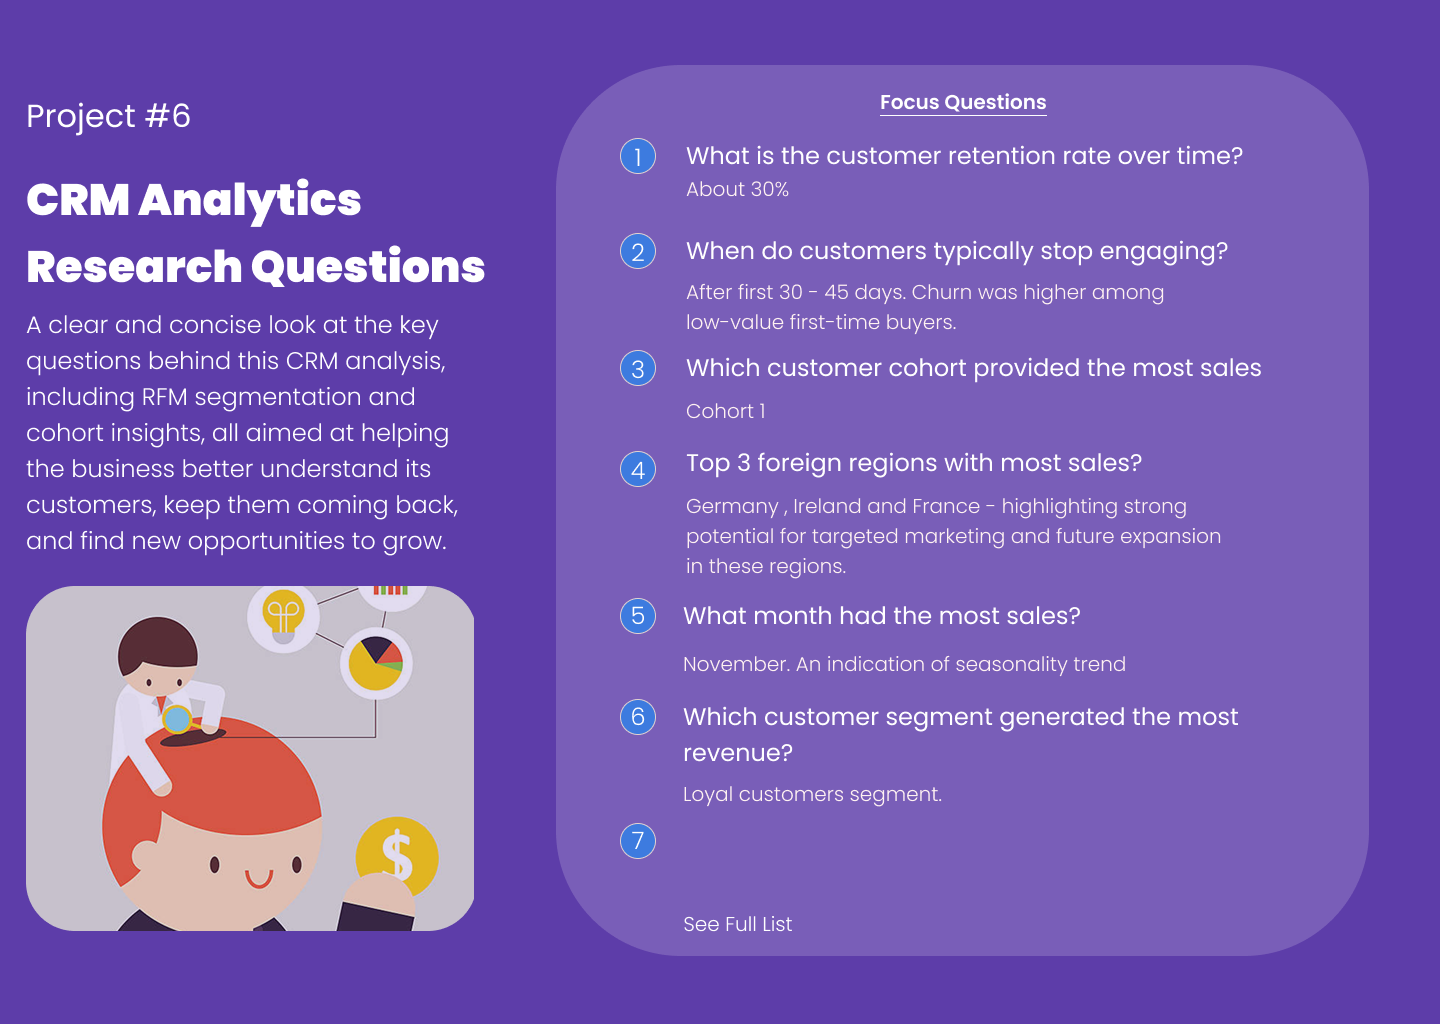 Project #6
CRM Analytics
Research Questions
A clear and concise look at the key
questions behind this CRM analysis,
including RFM segmentation and
cohort insights, all aimed at helping
the business better understand its
customers, keep them coming back,
and find new opportunities to grow.
$
Focus Questions
1 What is the customer retention rate over time?
About 30%
2 When do customers typically stop engaging?
After first 30 - 45 days. Churn was higher among
low-value first-time buyers.
3 Which customer cohort provided the most sales
Cohort 1
4 Top 3 foreign regions with most sales?
Germany , Ireland and France - highlighting strong
potential for targeted marketing and future expansion
in these regions.
5 What month had the most sales?
November. An indication of seasonality trend
6 Which customer segment generated the most
revenue?
Loyal customers segment.
7
See Full List